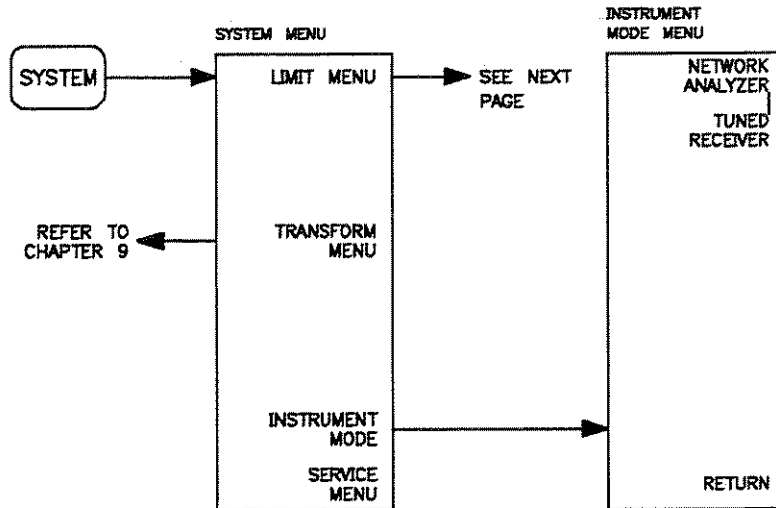 SYSTEM
SYSTEM MENU
LIMIT MENU
SEE NEXT
PAGE
REFER TO
CHAPTER 9
TRANSFORM
MENU
INSTRUMENT
MODE
SERVICE
MENU
INSTRUMENT
MODE MENU
NETWORK
ANALYZER
TUNED
RECEIVER
RETURN